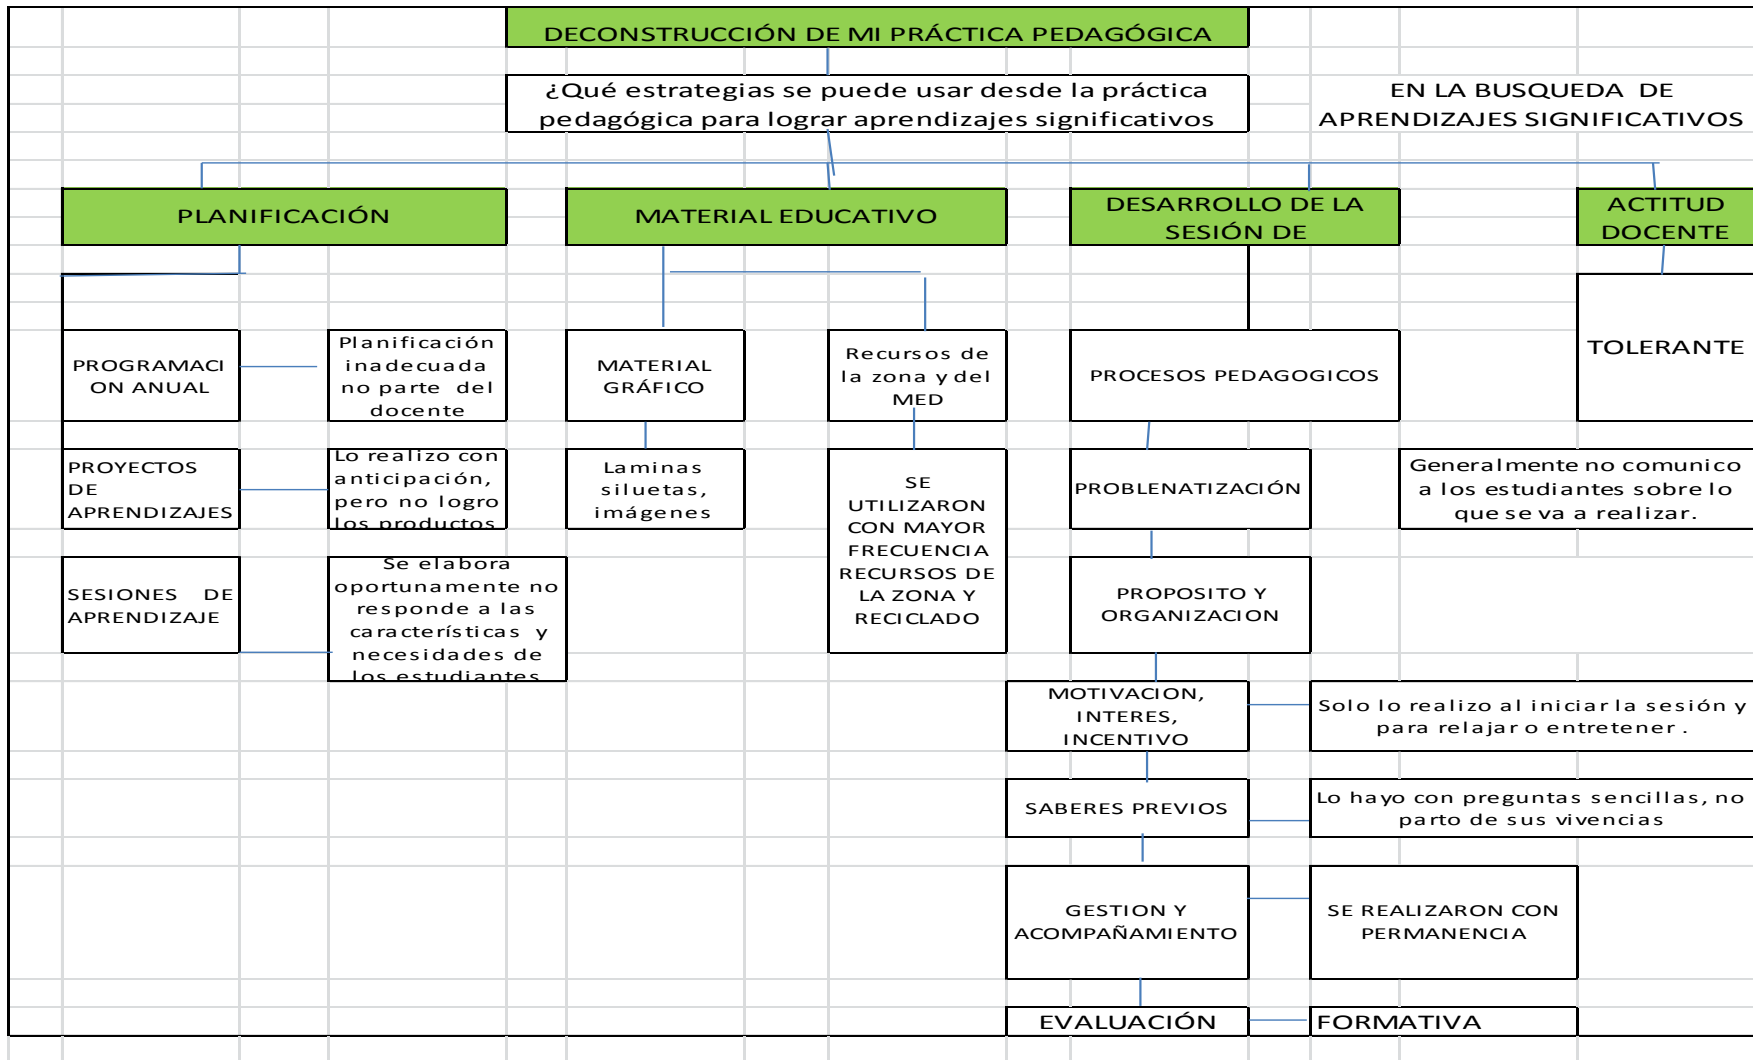 DECONSTRUCCIÓN DE MI PRÁCTICA PEDAGÓGICA
¿Qué estrategias se puede usar desde la práctica
pedagógica para lograr aprendizajes significativos
EN LA BUSQUEDA DE
APRENDIZAJES SIGNIFICATIVOS
PLANIFICACIÓN
MATERIAL EDUCATIVO
DESARROLLO DE LA
SESIÓN DE
ACTITUD
DOCENTE
PROGRAMACI
ON ANUAL
Planificación
inadecuada
no parte del
docente
MATERIAL
GRÁFICO
Recursos de
la zona y del
MED
PROCESOS PEDAGOGICOS
TOLERANTE
PROYECTOS
DE
APRENDIZAJES
Lo realizo con
anticipación,
pero no logro
los productos
Laminas
siluetas,
imágenes
SE
UTILIZARON
CON MAYOR
FRECUENCIA
RECURSOS DE
LA ZONA Y
RECICLADO
PROBLENATIZACIÓN
Generalmente no comunico
a los estudiantes sobre lo
que se va a realizar.
SESIONES DE
APRENDIZAJE
Se elabora
oportunamente no
responde a las
características y
necesidades de
los estudiantes
PROPOSITO Y
ORGANIZACION
MOTIVACION,
INTERES,
INCENTIVO
Solo lo realizo al iniciar la sesión y
para relajar o entretener .
SABERES PREVIOS
Lo hayo con preguntas sencillas, no
parto de sus vivencias
GESTION Y
ACOMPAÑAMIENTO
SE REALIZARON CON
PERMANENCIA
EVALUACIÓN
FORMATIVA